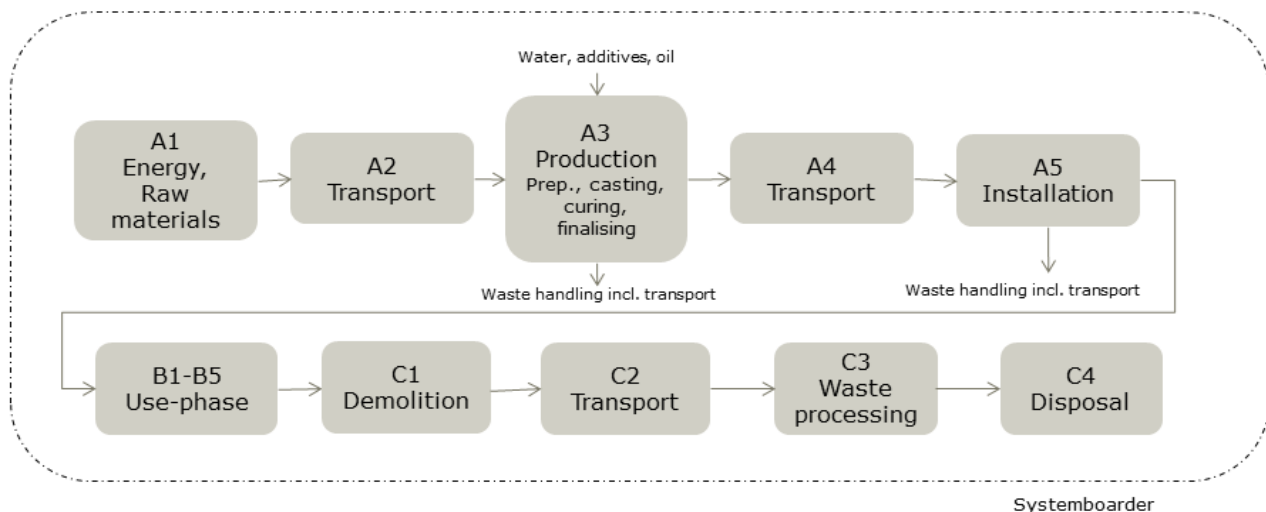 Water, additives, oil
A1
Energy,
Raw
materials
A2
Transport
A3
Production
Prep., casting,
curing,
finalising
A4
Transport
A5
Installation
Waste handling incl. transport
Waste handling incl. transport
B1-B5
Use-phase
C1
Demolition
C2
Transport
C3
Waste
processing
C4
Disposal
Systemboarder